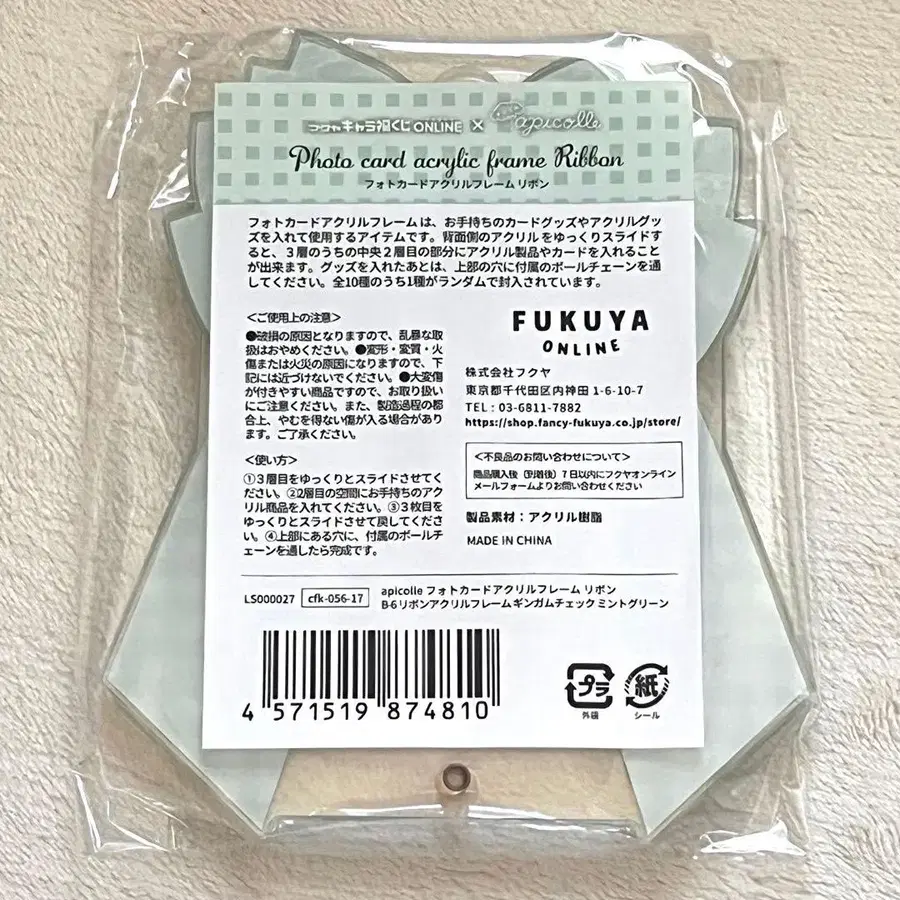 フクヤキャラ福くじ ONLINE × apicolle
Photo card acrylic frame Ribbon
フォトカードアクリルフレーム リボン
フォトカードアクリルフレームは、お手持ちのカードグッズやアクリルグッ
ズを入れて使用するアイテムです。背面側のアクリルをゆっくりスライドす
ると、3層のうちの中央2層目の部分にアクリル製品やカードを入れること
が出来ます。グッズを入れたあとは、上部の穴に付属のボールチェーンを通
してください。全10種のうち1種がランダムで封入されています。
<ご使用上の注意>
●破損の原因となりますので、乱暴な取
扱はおやめください。●変形・変質・火
傷または火災の原因になりますので、下
記には近づけないでください。●大変傷
が付きやすい商品ですので、お取り扱い
にご注意ください。また、製造過程の都
合上、やむを得ない傷が入る場合があり
ます。ご了承ください。
<使い方>
①3層目をゆっくりとスライドさせてく
ださい。②2層目の空間にお手持ちのアク
リル商品を入れてください。③3枚目を
ゆっくりとスライドさせて戻してくださ
い。④上部にある穴に、付属のボールチ
ェーンを通したら完成です。
FUKUYA
ONLINE
株式会社フクヤ
東京都千代田区内神田 1-6-10-7
TEL : 03-6811-7882
https://shop.fancy-fukuya.co.jp/store/
<不良品のお問い合わせについて>
商品購入後（到着後）7日以内にフクヤオンライン
メールフォームよりお問い合わせください
製品素材：アクリル樹脂
MADE IN CHINA
LS000027 cfk-056-17 apicolle フォトカードアクリルフレーム リボン
B-6 リボンアクリルフレームギンガムチェックミントグリーン
4 571519 874810
プラ
外袋
紙
シール